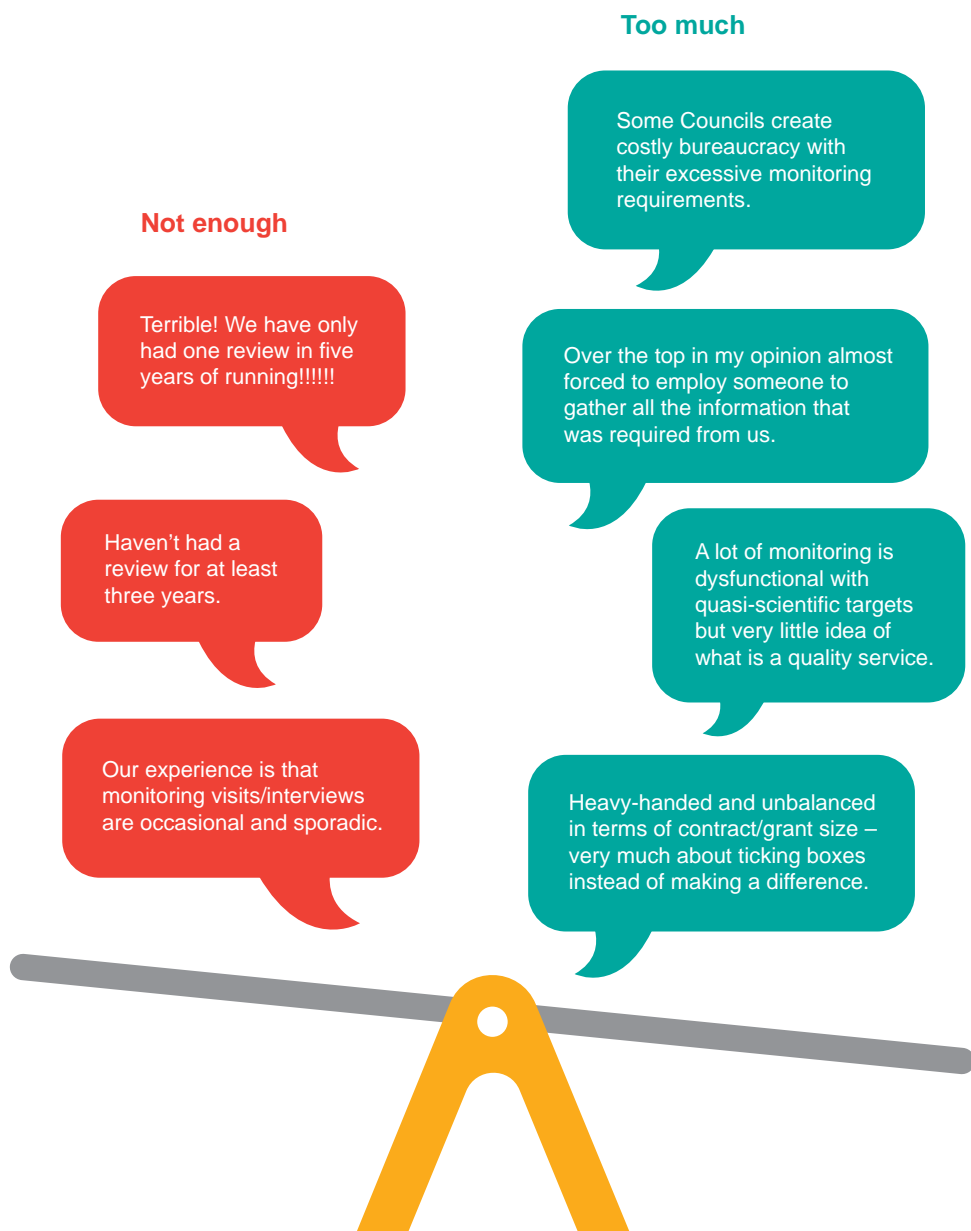 Too much
Some Councils create
costly bureaucracy with
their excessive monitoring
requirements.
Not enough
Terrible! We have only
had one review in five
years of running!!!!!!
Over the top in my opinion almost
forced to employ someone to
gather all the information that
was required from us.
Haven’t had a
review for at least
three years.
A lot of monitoring is
dysfunctional with
quasi-scientific targets
but very little idea of
what is a quality service.
Our experience is that
monitoring visits/interviews
are occasional and sporadic.
Heavy-handed and unbalanced
in terms of contract/grant size –
very much about ticking boxes
instead of making a difference.